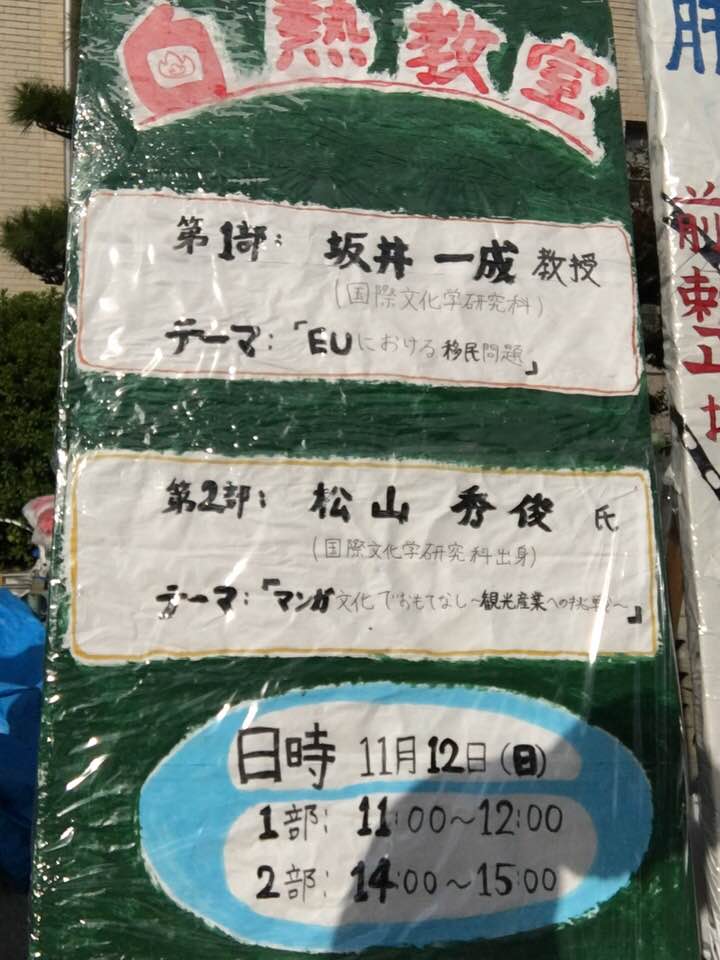 白熱教室
第1部: 坂井 一成 教授
(国際文化学研究科)
テーマ:「EUにおける移民問題」
第2部: 松山 秀俊 氏
(国際文化学研究科出身)
テーマ:「マンガ文化でおもてなし〜観光産業への挑戦〜」
日時 11月12日(日)
1部: 11:00〜12:00
2部: 14:00〜15:00